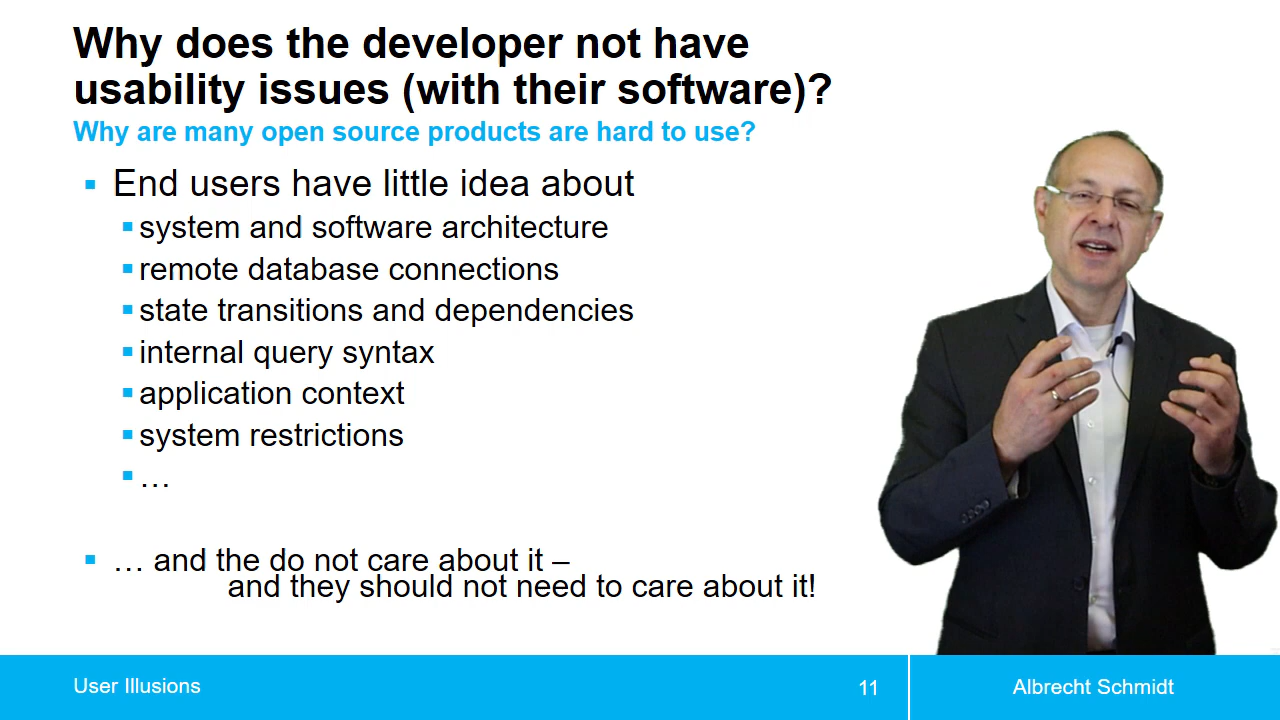 Why does the developer not have
usability issues (with their software)?
Why are many open source products are hard to use?
End users have little idea about
system and software architecture
remote database connections
state transitions and dependencies
internal query syntax
application context
system restrictions
…
… and the do not care about it –
and they should not need to care about it!
User Illusions
11
Albrecht Schmidt